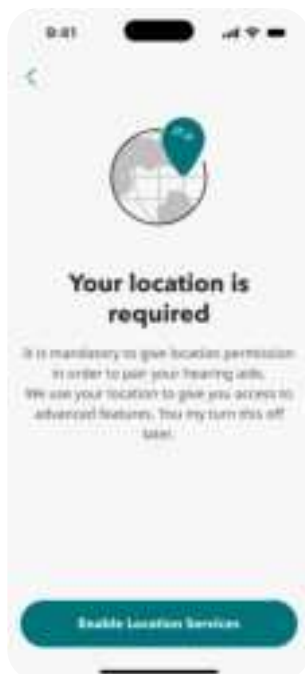 9:41
Your location is
required
It is mandatory to give location permission
in order to pair your hearing aids.
We use your location to give you access to
advanced features. You my turn this off
later.
Enable Location Services